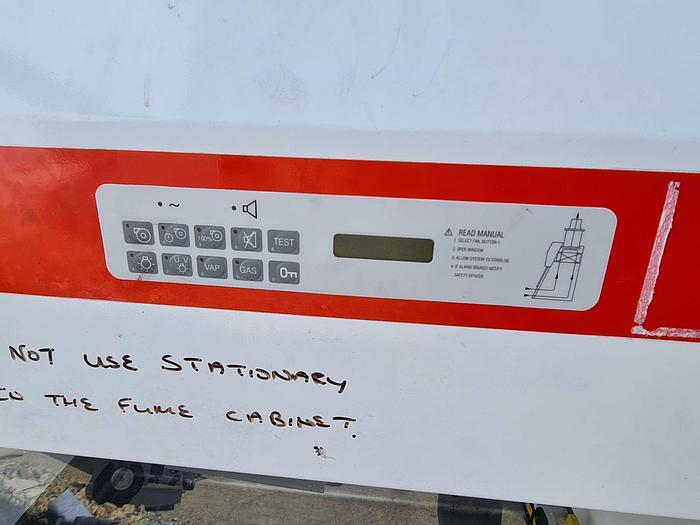 ~
100%
TEST
UV
VAP
GAS
READ MANUAL
1. SELECT FAN, BUTTON 1
2. OPEN WINDOW
3. ALLOW SYSTEM TO STABILISE
4. IF ALARM SOUNDS NOTIFY
SAFETY OFFICER.
NOT USE STATIONARY
THE FUME CABINET.